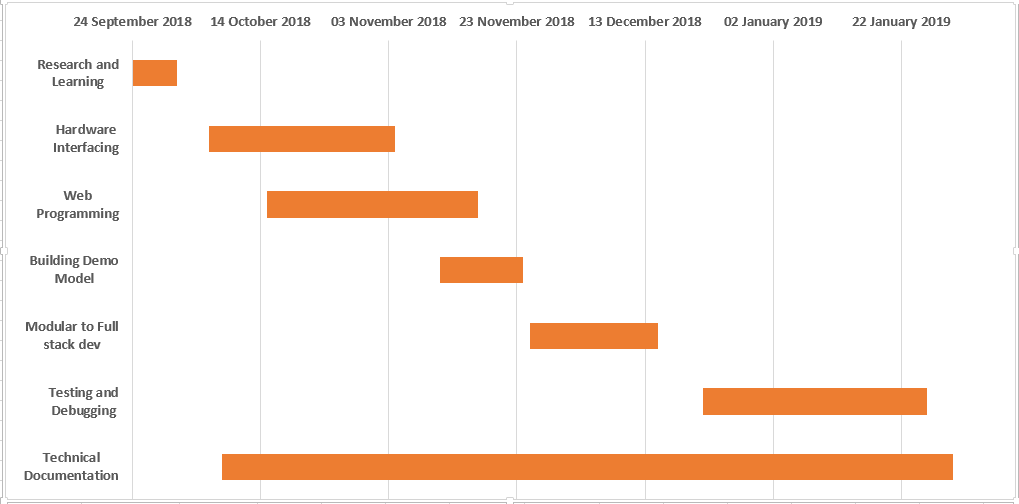 24 September 2018 14 October 2018 03 November 2018 23 November 2018 13 December 2018 02 January 2019 22 January 2019
Research and
Learning
Hardware
Interfacing
Web
Programming
Building Demo
Model
Modular to Full
stack dev
Testing and
Debugging
Technical
Documentation